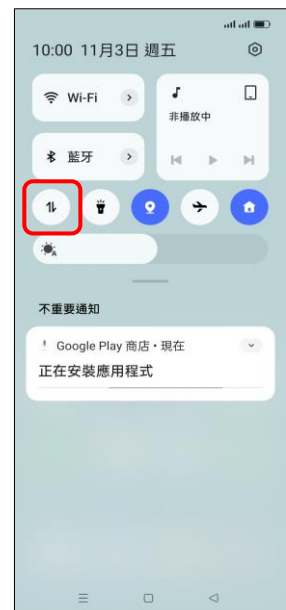 10:00 11月3日 週五
Wi-Fi
非播放中
藍牙
A
不重要通知
Google Play 商店 • 現在
正在安裝應用程式